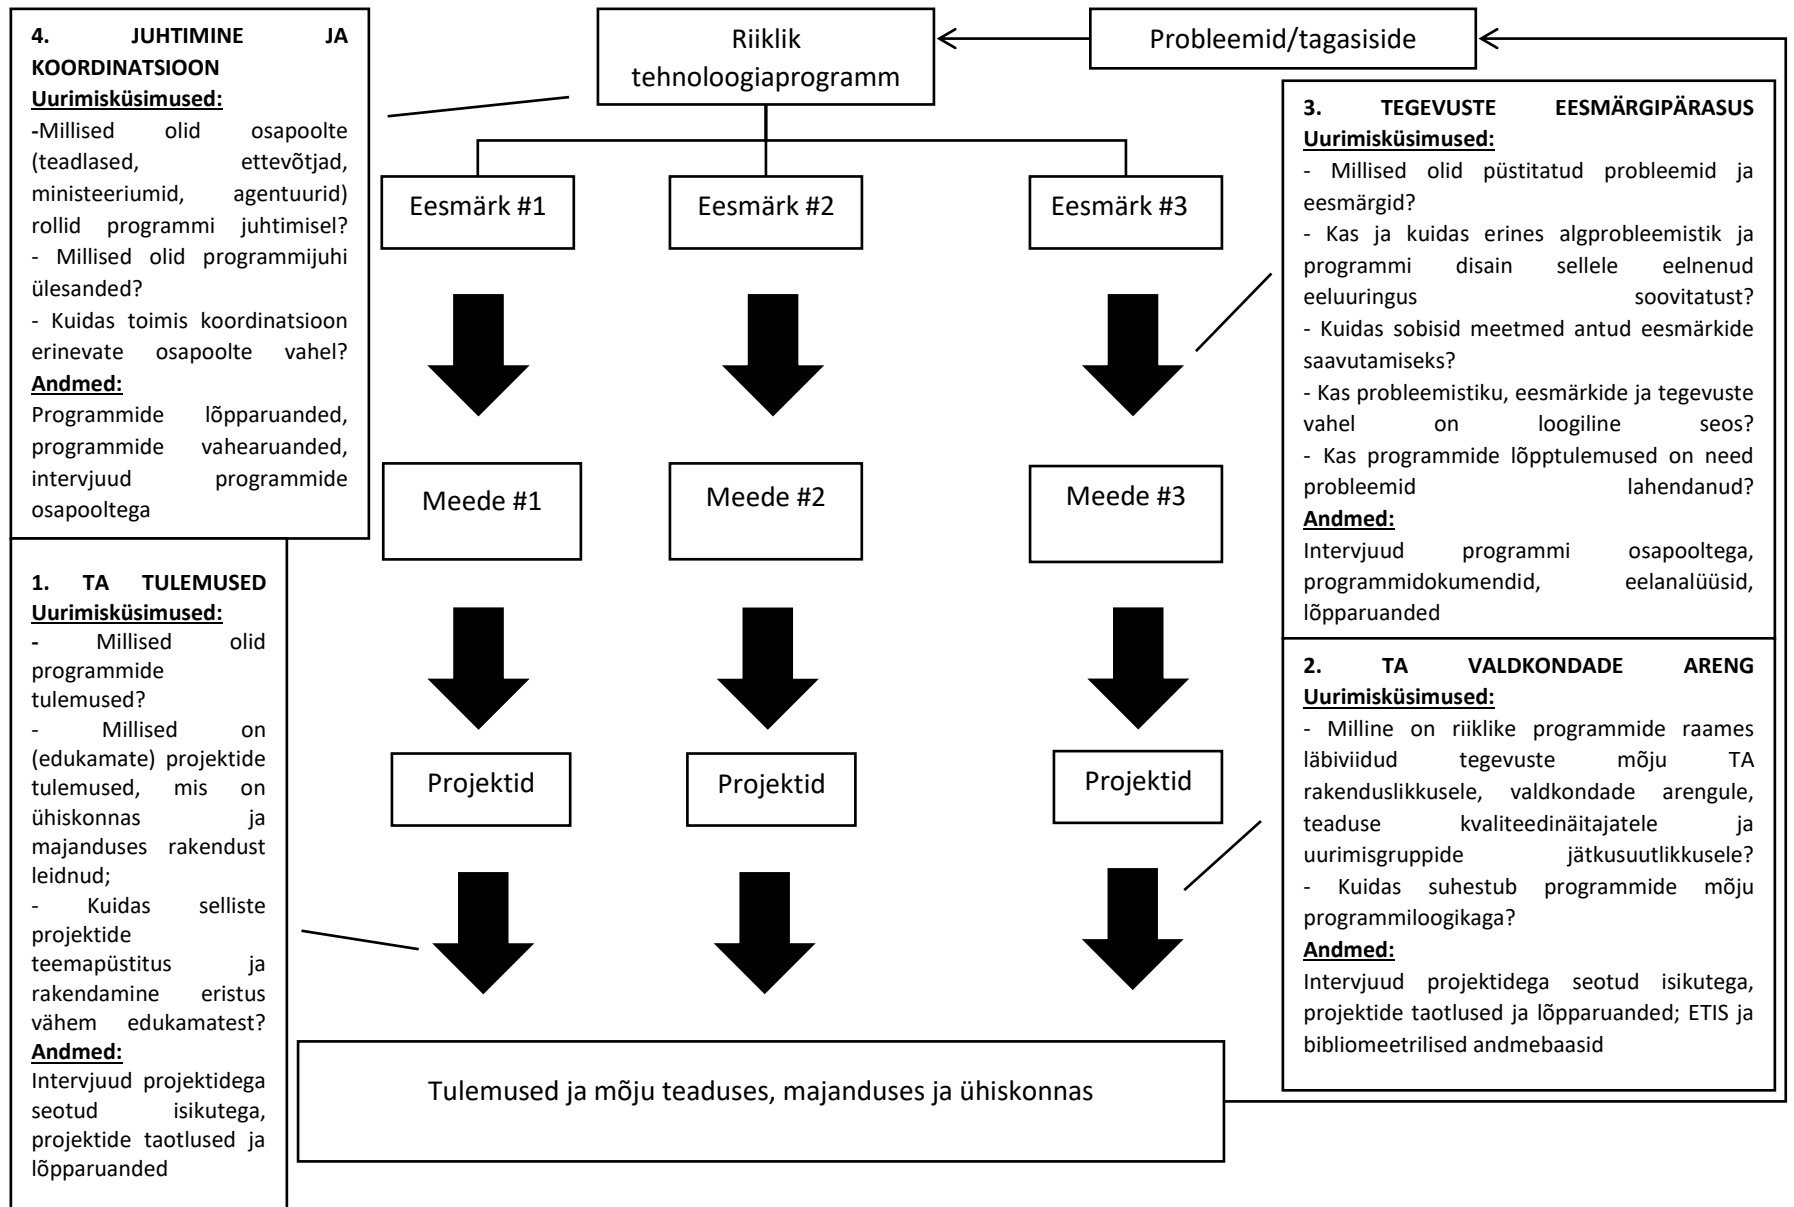 4. JUHTIMINE JA
KOORDINATSIOON
Uurimisküsimused:
-Millised olid osapoolte
(teadlased, ettevõtjad,
ministeeriumid, agentuurid)
rollid programmi juhtimisel?
- Millised olid programmijuhi
ülesanded?
- Kuidas toimis koordinatsioon
erinevate osapoolte vahel?
Andmed:
Programmide lõpparuanded,
programmide vahearuanded,
intervjuud programmide
osapooltega
1. TA TULEMUSED
Uurimisküsimused:
- Millised olid
programmide
tulemused?
- Millised on
(edukamate) projektide
tulemused, mis on
ühiskonnas ja
majanduses rakendust
leidnud;
- Kuidas selliste
projektide
teemapüstitus ja
rakendamine eristus
vähem edukamatest?
Andmed:
Intervjuud projektidega
seotud isikutega,
projektide taotlused ja
lõpparuanded
Riiklik
tehnoloogiaprogramm
Probleemid/tagasiside
Eesmärk #1
Eesmärk #2
Eesmärk #3
Meede #1
Meede #2
Meede #3
Projektid
Projektid
Projektid
Tulemused ja mõju teaduses, majanduses ja ühiskonnas
3. TEGEVUSTE EESMÄRGIPÄRASUS
Uurimisküsimused:
- Millised olid püstitatud probleemid ja
eesmärgid?
- Kas ja kuidas erines algprobleemistik ja
programmi disain sellele eelnenud
eeluuringus soovitatust?
- Kuidas sobisid meetmed antud eesmärkide
saavutamiseks?
- Kas probleemistiku, eesmärkide ja tegevuste
vahel on loogiline seos?
- Kas programmide lõpptulemused on need
probleemid lahendanud?
Andmed:
Intervjuud programmi osapooltega,
programmidokumendid, eelanalüüsid,
lõpparuanded
2. TA VALDKONDADE ARENG
Uurimisküsimused:
- Milline on riiklike programmide raames
läbiviidud tegevuste mõju TA
rakenduslikkusele, valdkondade arengule,
teaduse kvaliteedinäitajatele ja
uurimisgruppide jätkusuutlikkusele?
- Kuidas suhestub programmide mõju
programmiloogikaga?
Andmed:
Intervjuud projektidega seotud isikutega,
projektide taotlused ja lõpparuanded; ETIS ja
bibliomeetrilised andmebaasid